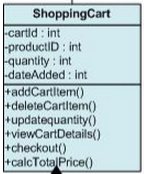 ShoppingCart
-cartId : int
-productID : int
-quantity : int
-dateAdded : int
+addCartItem()
+deleteCartItem()
+updatequantity()
+viewCartDetails()
+checkout()
+calcTotalPrice()